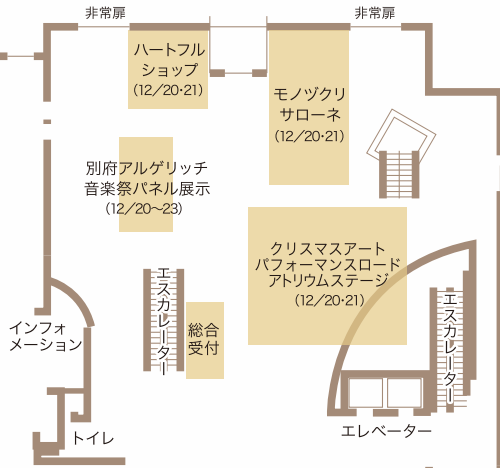 非常扉
非常扉
ハートフル
ショップ
(12/20・21)
モノヅクリ
サローネ
(12/20・21)
別府アルゲリッチ
音楽祭パネル展示
(12/20〜23)
クリスマスアート
パフォーマンスロード
アトリウムステージ
(12/20・21)
エスカレーター
総合
受付
エスカレーター
インフォ
メーション
トイレ
エレベーター